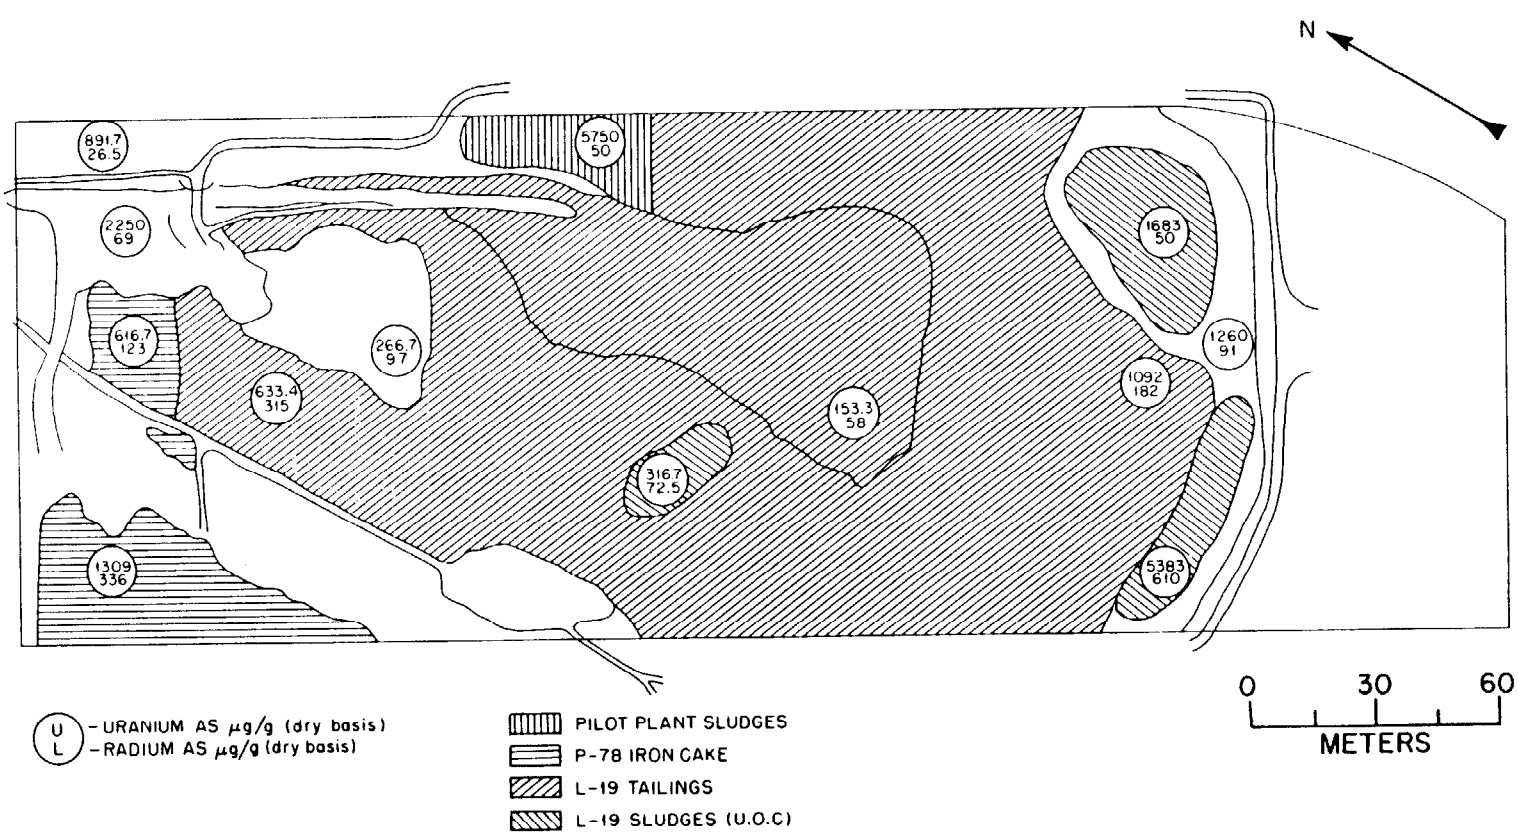 N
891.7
26.5
5750
50
2250
69
1683
50
616.7
123
266.7
97
1260
91
633.4
315
1092
182
153.3
58
316.7
72.5
1309
336
5383
610
0 30 60
METERS
U – URANIUM AS µg/g (dry basis)
L – RADIUM AS µg/g (dry basis)
PILOT PLANT SLUDGES
P-78 IRON CAKE
L-19 TAILINGS
L-19 SLUDGES (U.O.C)